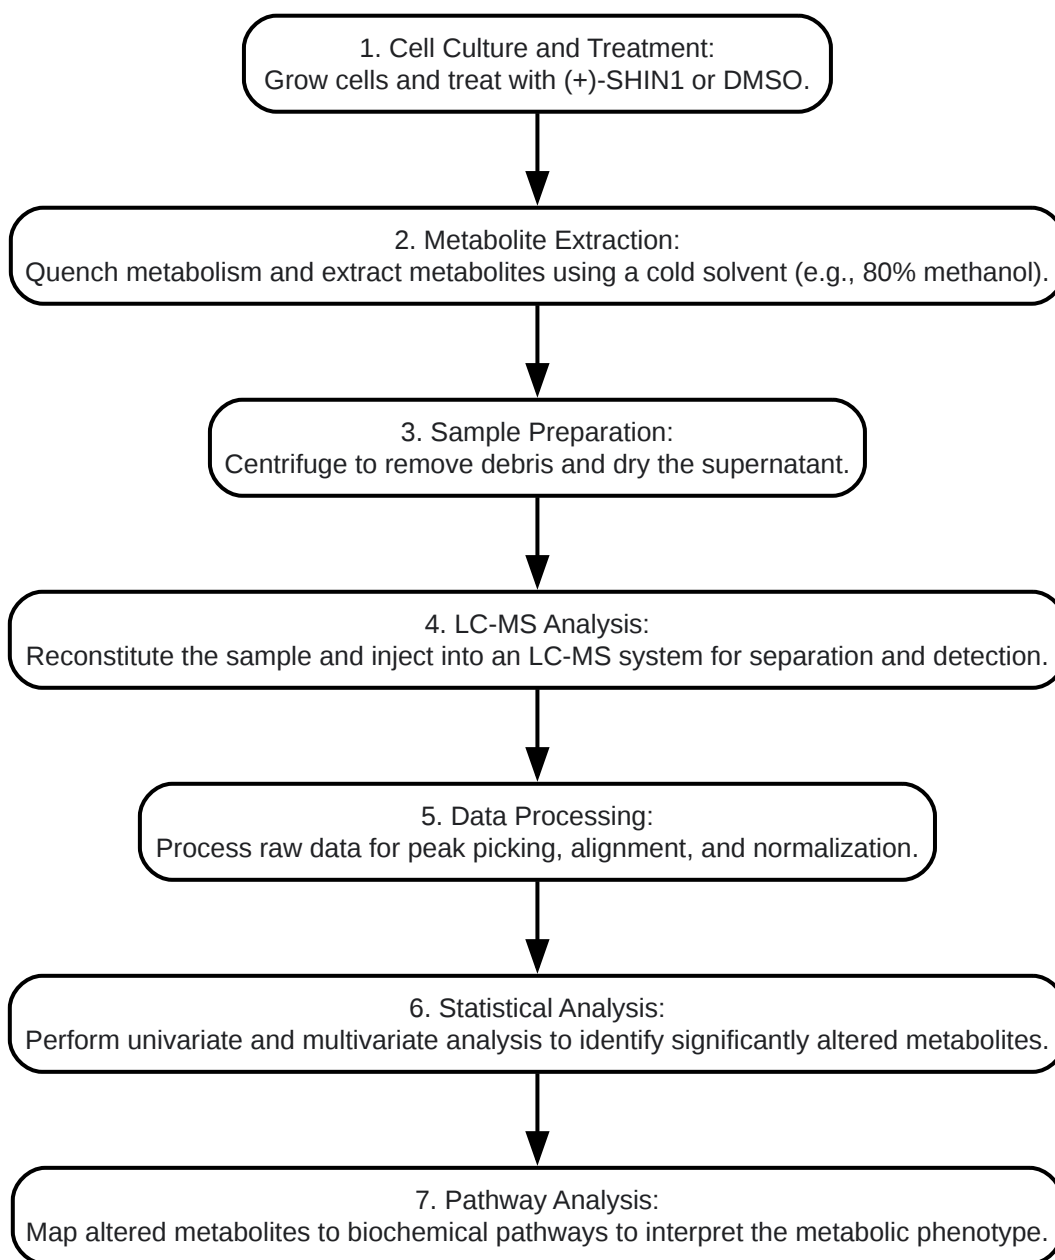 1. Cell Culture and Treatment:
Grow cells and treat with (+)-SHIN1 or DMSO.
2. Metabolite Extraction:
Quench metabolism and extract metabolites using a cold solvent (e.g., 80% methanol).
3. Sample Preparation:
Centrifuge to remove debris and dry the supernatant.
4. LC-MS Analysis:
Reconstitute the sample and inject into an LC-MS system for separation and detection.
5. Data Processing:
Process raw data for peak picking, alignment, and normalization.
6. Statistical Analysis:
Perform univariate and multivariate analysis to identify significantly altered metabolites.
7. Pathway Analysis:
Map altered metabolites to biochemical pathways to interpret the metabolic phenotype.